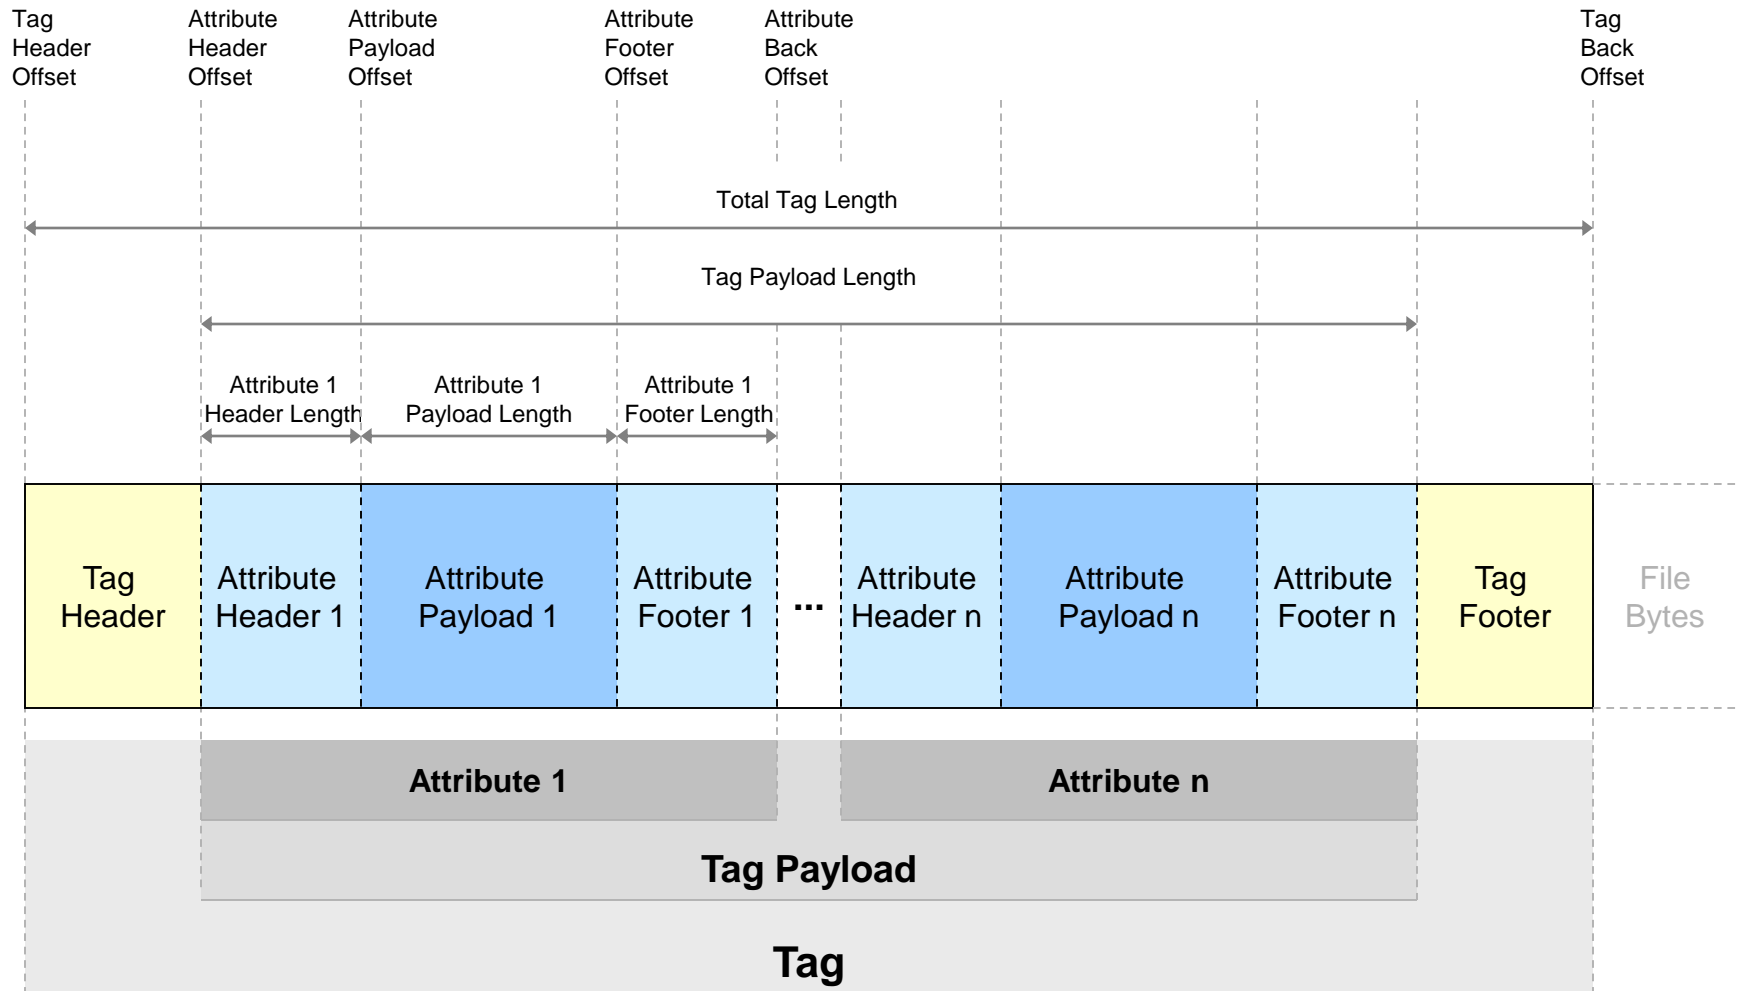 Tag
Header
Offset
Attribute
Header
Offset
Attribute
Payload
Offset
Attribute
Footer
Offset
Attribute
Back
Offset
Tag
Back
Offset
Total Tag Length
Tag Payload Length
Attribute 1
Header Length
Attribute 1
Payload Length
Attribute 1
Footer Length
Tag
Header
Attribute
Header 1
Attribute
Payload 1
Attribute
Footer 1
...
Attribute
Header n
Attribute
Payload n
Attribute
Footer n
Tag
Footer
File
Bytes
Attribute 1
Attribute n
Tag Payload
Tag